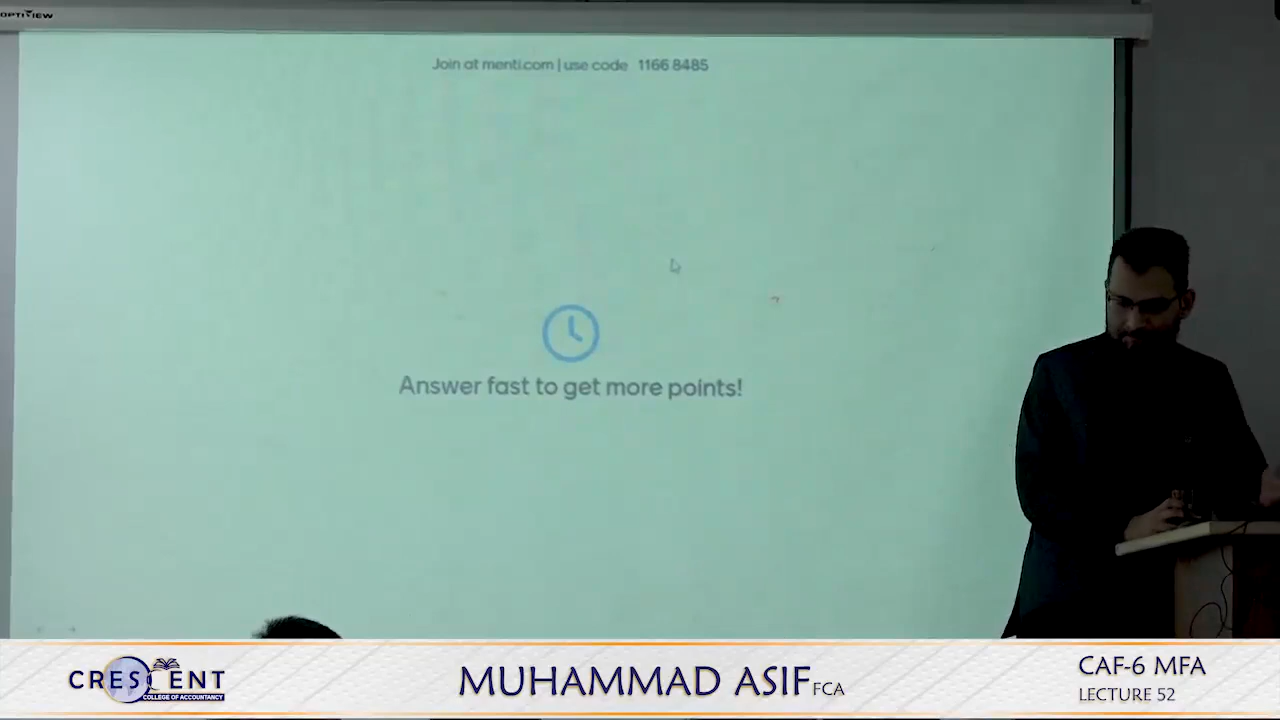 OPTIVIEW
Join at menti.com | use code 1166 8485
Answer fast to get more points!
CRESCENT
COLLEGE OF ACCOUNTANCY
MUHAMMAD ASIF FCA
CAF-6 MFA
LECTURE 52